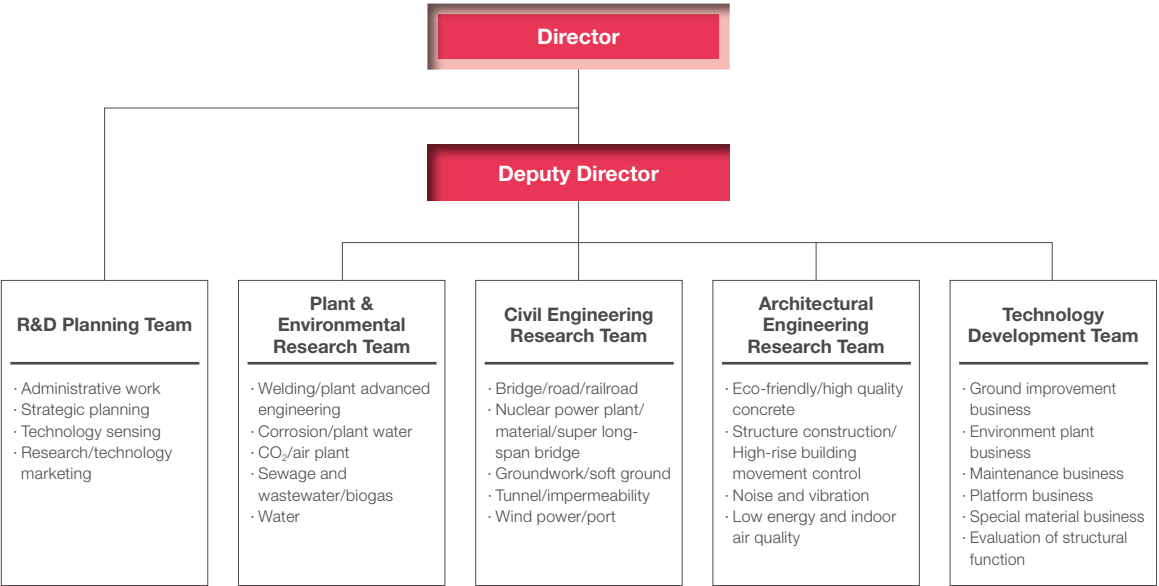 Director
Deputy Director
R&D Planning Team
· Administrative work
· Strategic planning
· Technology sensing
· Research/technology
marketing
Plant &
Environmental
Research Team
· Welding/plant advanced
engineering
· Corrosion/plant water
· CO₂/air plant
· Sewage and
wastewater/biogas
· Water
Civil Engineering
Research Team
· Bridge/road/railroad
· Nuclear power plant/
material/super long-
span bridge
· Groundwork/soft ground
· Tunnel/impermeability
· Wind power/port
Architectural
Engineering
Research Team
· Eco-friendly/high quality
concrete
· Structure construction/
High-rise building
movement control
· Noise and vibration
· Low energy and indoor
air quality
Technology
Development Team
· Ground improvement
business
· Environment plant
business
· Maintenance business
· Platform business
· Special material business
· Evaluation of structural
function